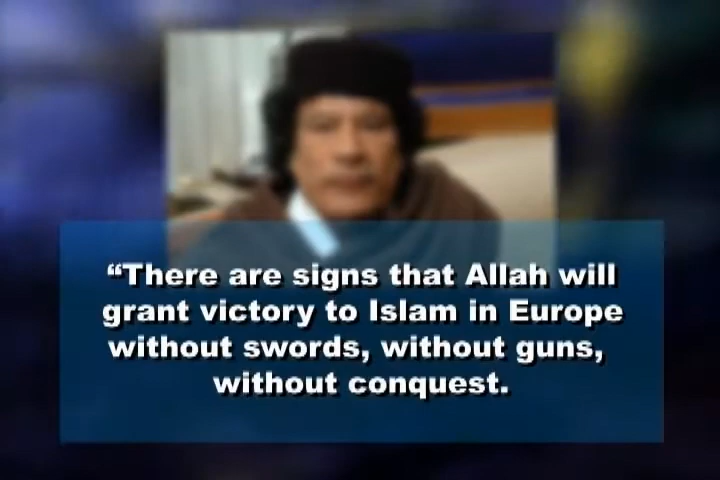 “There are signs that Allah will
grant victory to Islam in Europe
without swords, without guns,
without conquest.